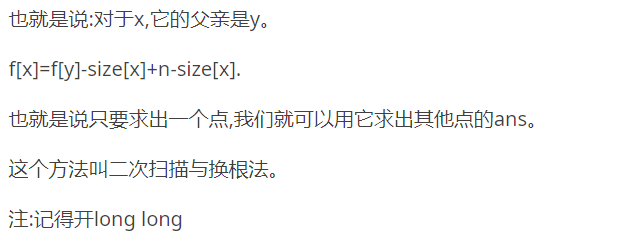 也就是说:对于x,它的父亲是y。
f[x]=f[y]-size[x]+n-size[x].
也就是说只要求出一个点,我们就可以用它求出其他点的ans。
这个方法叫二次扫描与换根法。
注:记得开long long